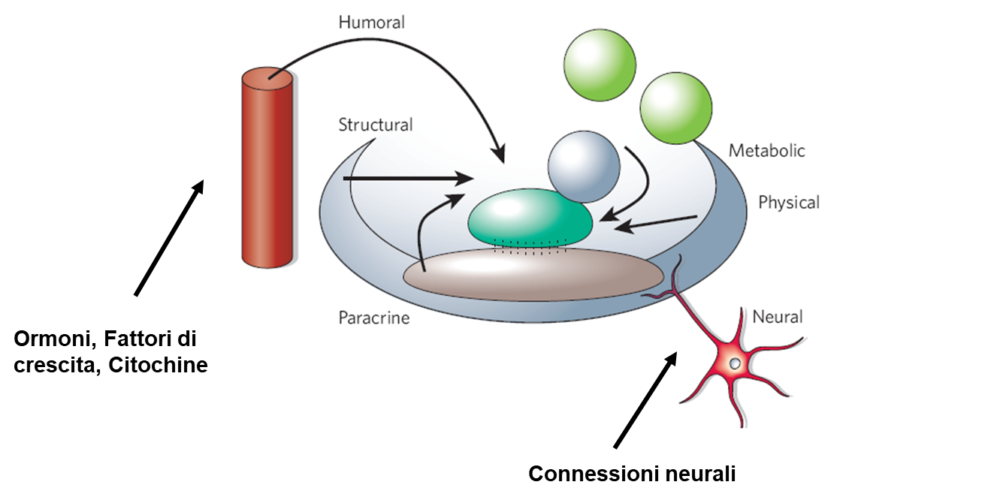 Humoral
Structural
Metabolic
Physical
Paracrine
Neural
Ormoni, Fattori di
crescita, Citochine
Connessioni neurali